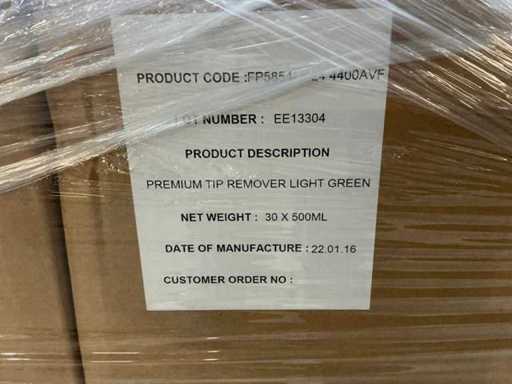 PRODUCT CODE :
LOT NUMBER : EE13304
PRODUCT DESCRIPTION
PREMIUM TIP REMOVER LIGHT GREEN
NET WEIGHT : 30 X 500ML
DATE OF MANUFACTURE : 22.01.16
CUSTOMER ORDER NO :